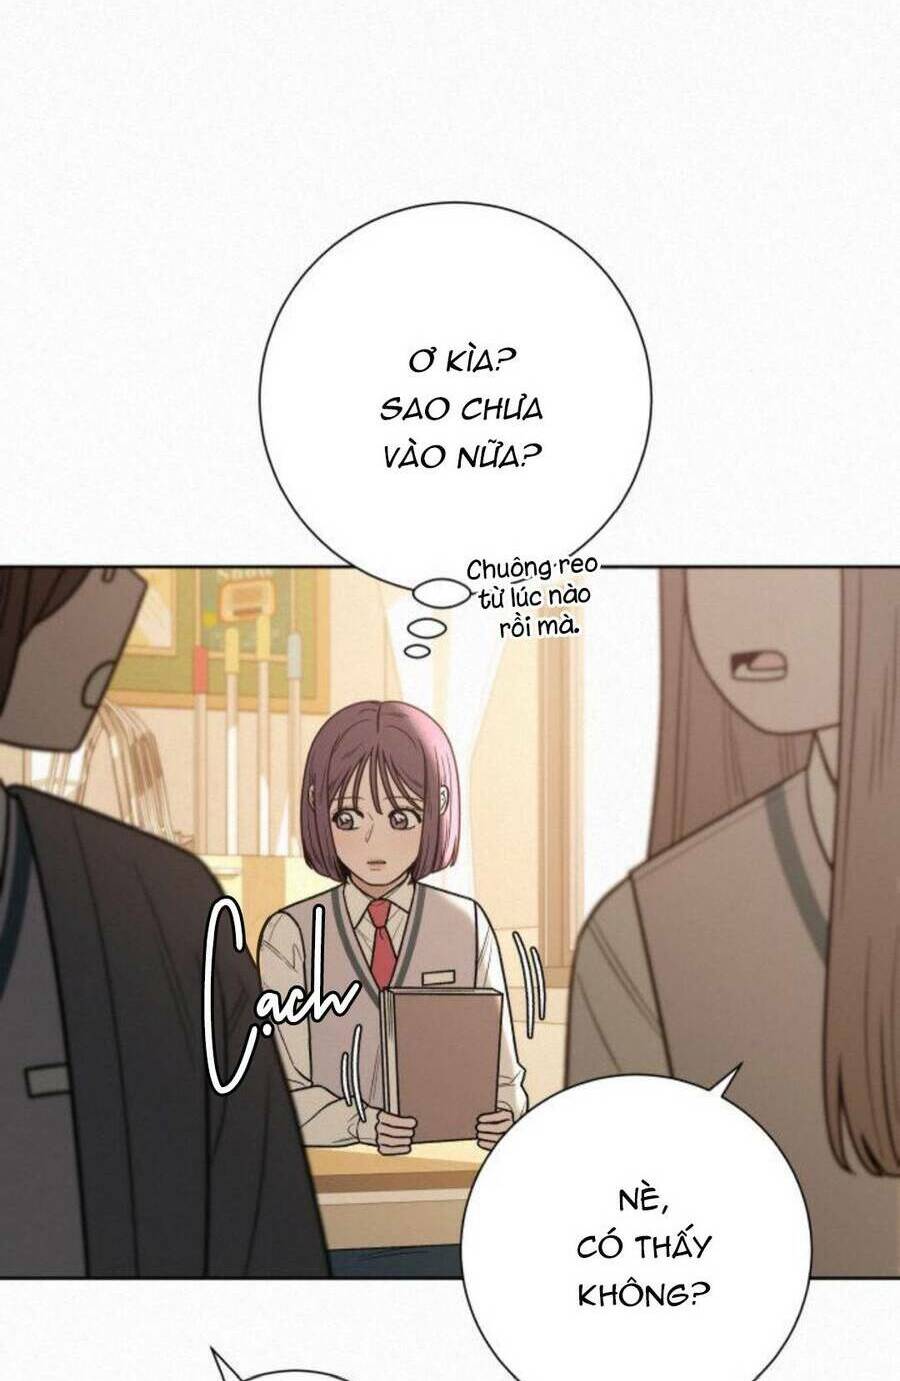 Ơ KÌA?
SAO CHƯA
VÀO NỮA?
Chuông reo
từ lúc nào
rồi mà.
Cạch
NÈ,
CÓ THẤY
KHÔNG?